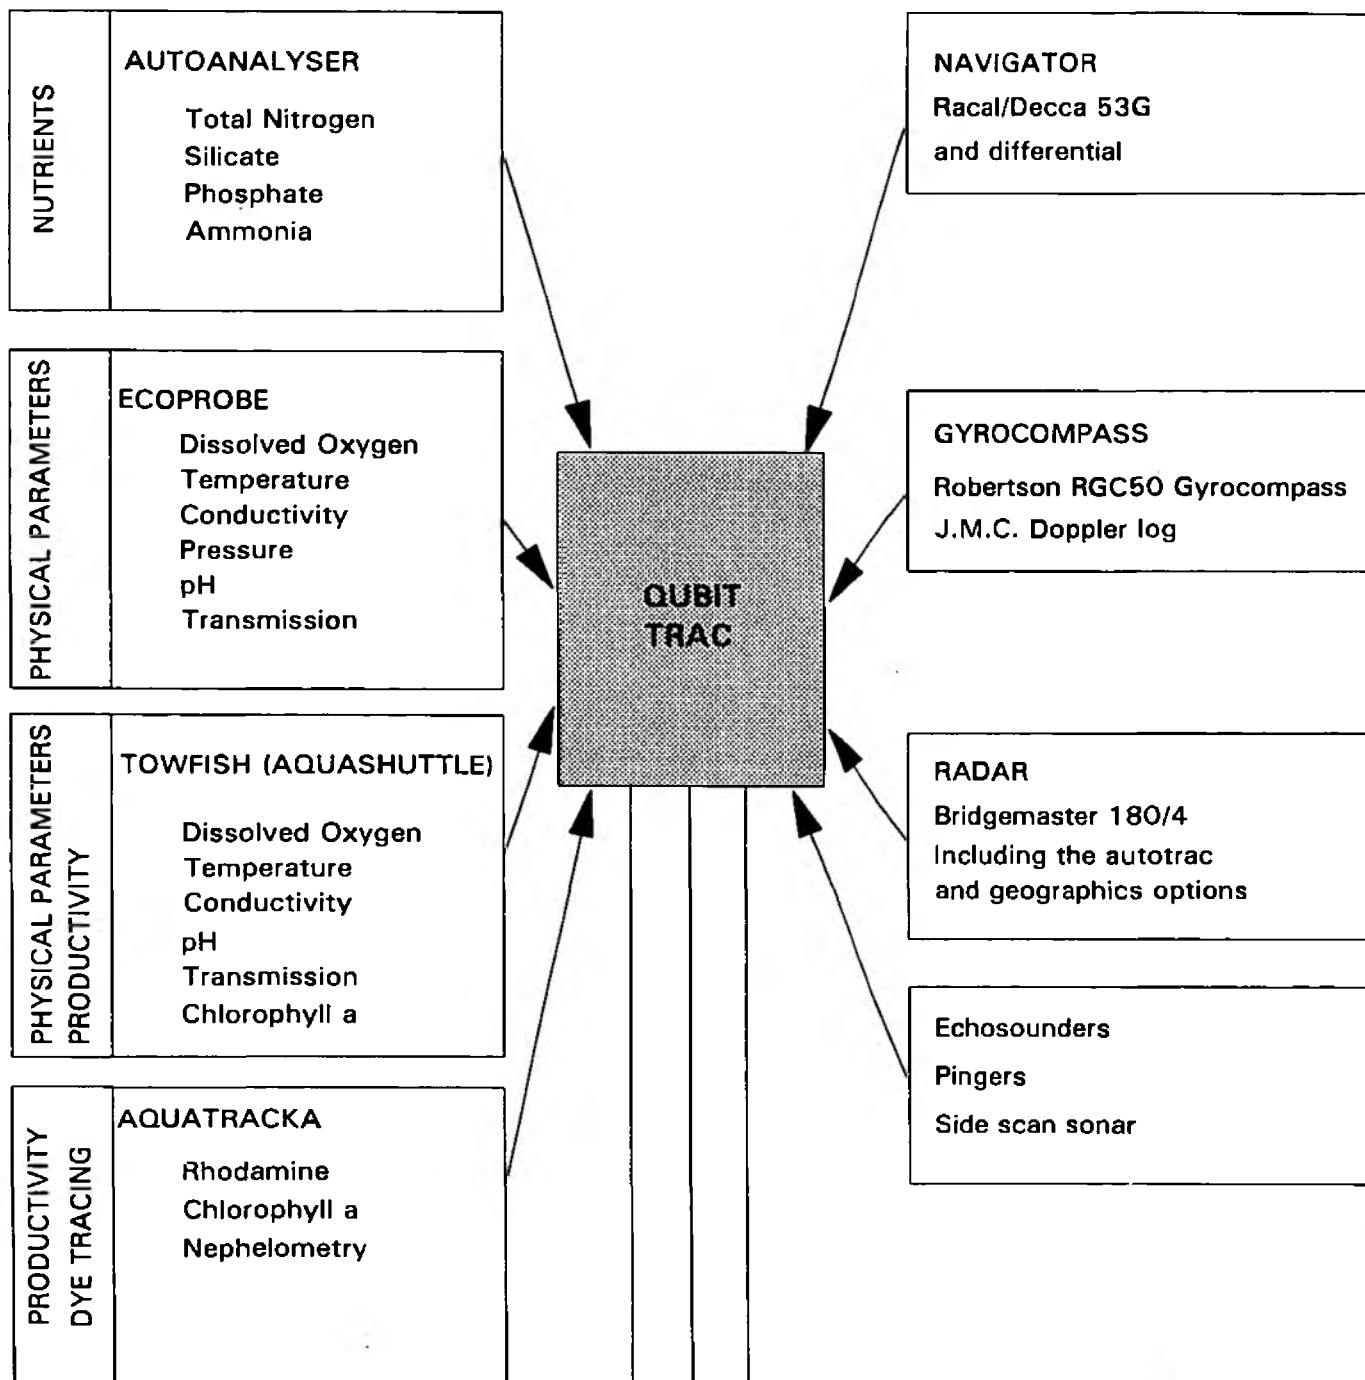 NUTRIENTS
AUTOANALYSER
Total Nitrogen
Silicate
Phosphate
Ammonia
PHYSICAL PARAMETERS
ECOPROBE
Dissolved Oxygen
Temperature
Conductivity
Pressure
pH
Transmission
PHYSICAL PARAMETERS
PRODUCTIVITY
TOWFISH (AQUASHUTTLE)
Dissolved Oxygen
Temperature
Conductivity
pH
Transmission
Chlorophyll a
PRODUCTIVITY
DYE TRACING
AQUATRACKA
Rhodamine
Chlorophyll a
Nephelometry
QUBIT
TRAC
NAVIGATOR
Racal/Decca 53G
and differential
GYROCOMPASS
Robertson RGC50 Gyrocompass
J.M.C. Doppler log
RADAR
Bridgemaster 180/4
Including the autotrac
and geographics options
Echosounders
Pingers
Side scan sonar